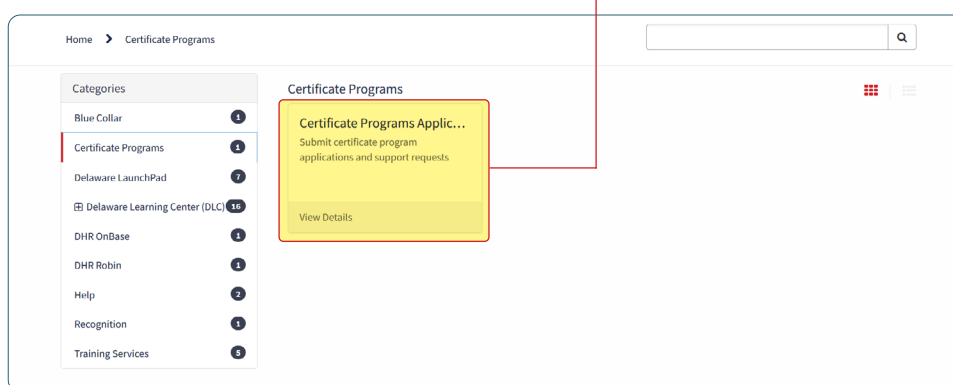 Home > Certificate Programs
Categories
Blue Collar 1
Certificate Programs 1
Delaware LaunchPad 7
Delaware Learning Center (DLC) 16
DHR OnBase 1
DHR Robin 1
Help 2
Recognition 1
Training Services 5
Certificate Programs
Certificate Programs Applic...
Submit certificate program
applications and support requests
View Details